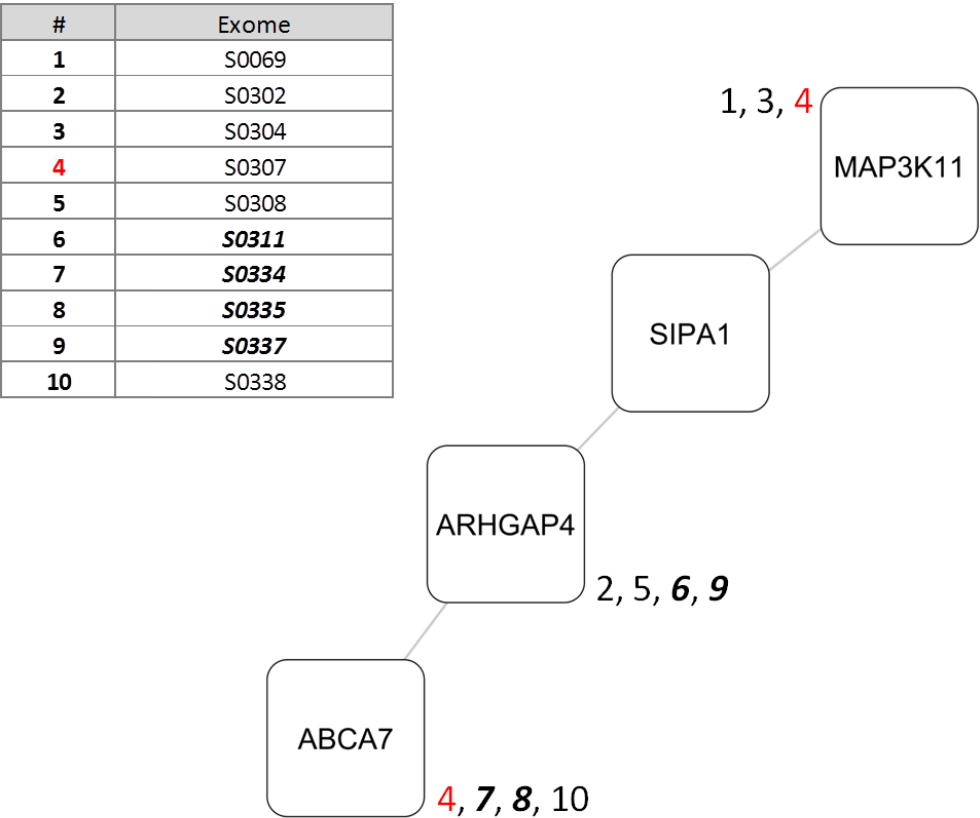 # Exome
1 S0069
2 S0302
3 S0304
4 S0307
5 S0308
6 S0311
7 S0334
8 S0335
9 S0337
10 S0338
1, 3, 4
MAP3K11
SIPA1
ARHGAP4
2, 5, 6, 9
ABCA7
4, 7, 8, 10